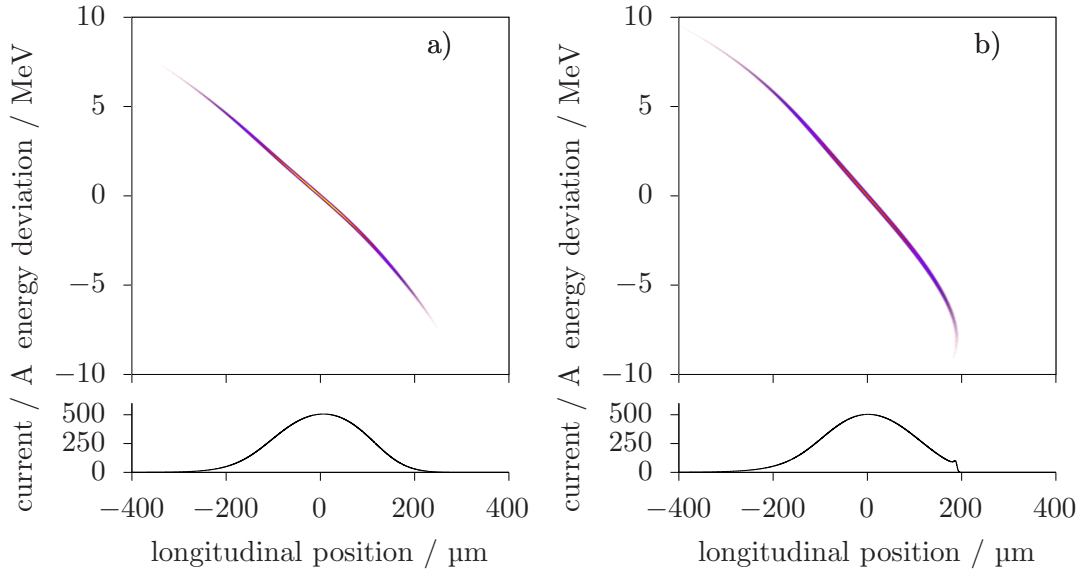 a)
10
5
0
−5
−10
energy deviation / MeV
500
250
0
current / A
−400 −200 0 200 400
longitudinal position / µm
b)
10
5
0
−5
−10
energy deviation / MeV
500
250
0
current / A
−400 −200 0 200 400
longitudinal position / µm